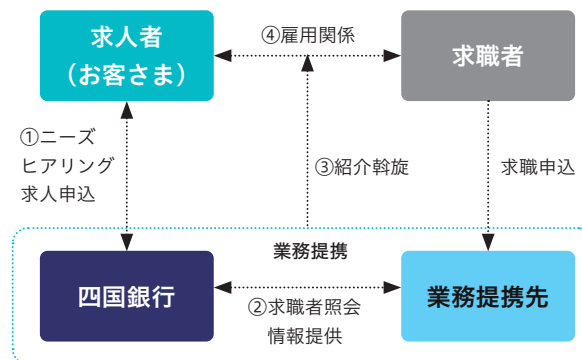 求人者
（お客さま）
④雇用関係
求職者
①ニーズ
ヒアリング
求人申込
③紹介斡旋
求職申込
業務提携
四国銀行
②求職者照会
情報提供
業務提携先